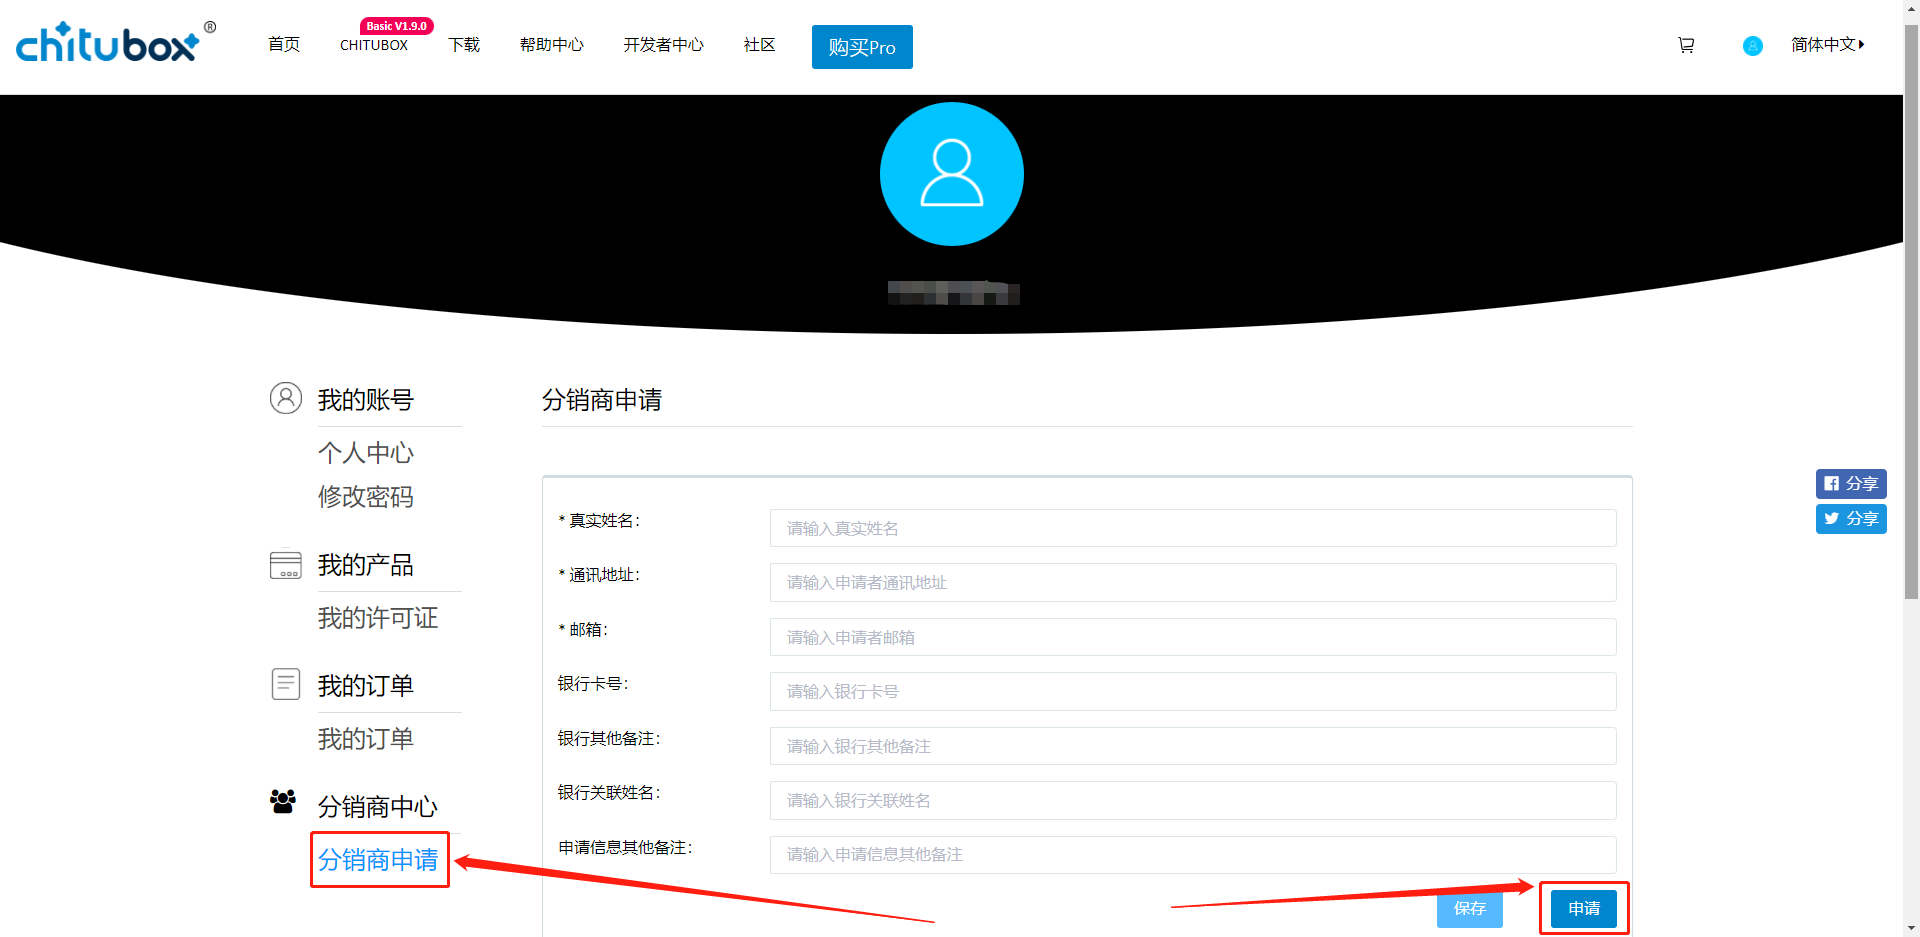 chitubox®
首页
Basic V1.9.0
CHITUBOX
下载
帮助中心
开发者中心
社区
购买Pro
简体中文
我的账号
个人中心
修改密码
我的产品
我的许可证
我的订单
我的订单
分销商中心
分销商申请
分销商申请
* 真实姓名:
请输入真实姓名
* 通讯地址:
请输入申请者通讯地址
* 邮箱:
请输入申请者邮箱
银行卡号:
请输入银行卡号
银行其他备注:
请输入银行其他备注
银行关联姓名:
请输入银行关联姓名
申请信息其他备注:
请输入申请信息其他备注
保存
申请
分享
分享